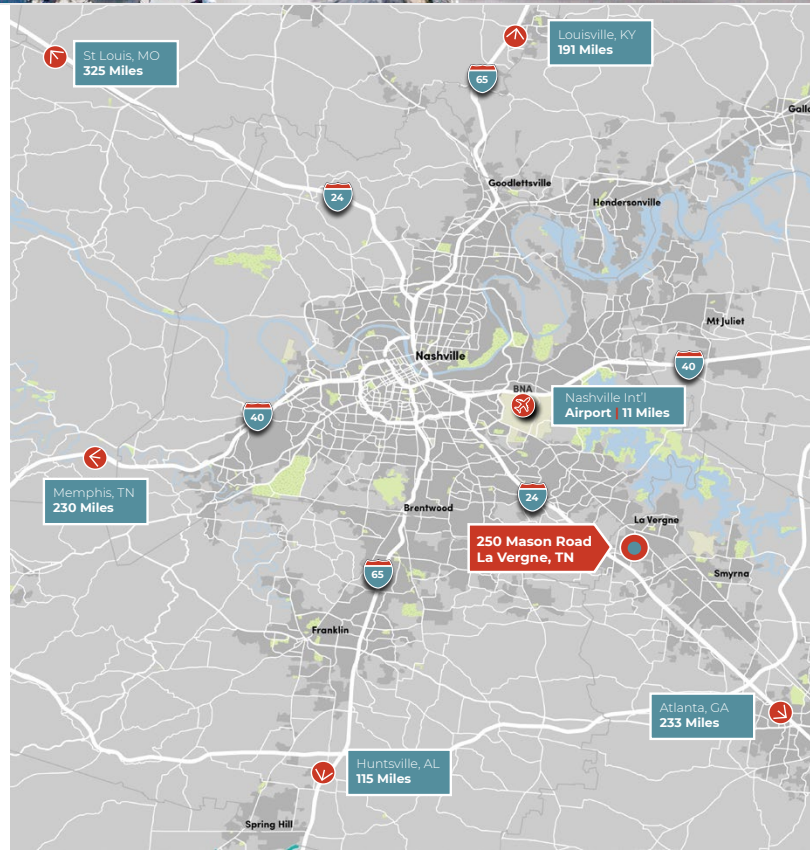 St Louis, MO
325 Miles
Louisville, KY
191 Miles
65
Galla
24
Goodlettsville
Hendersonville
Mt Juliet
Nashville
40
BNA
Nashville Int'l
Airport | 11 Miles
40
Memphis, TN
230 Miles
24
Brentwood
La Vergne
250 Mason Road
La Vergne, TN
65
Smyrna
Franklin
Atlanta, GA
233 Miles
Huntsville, AL
115 Miles
Spring Hill